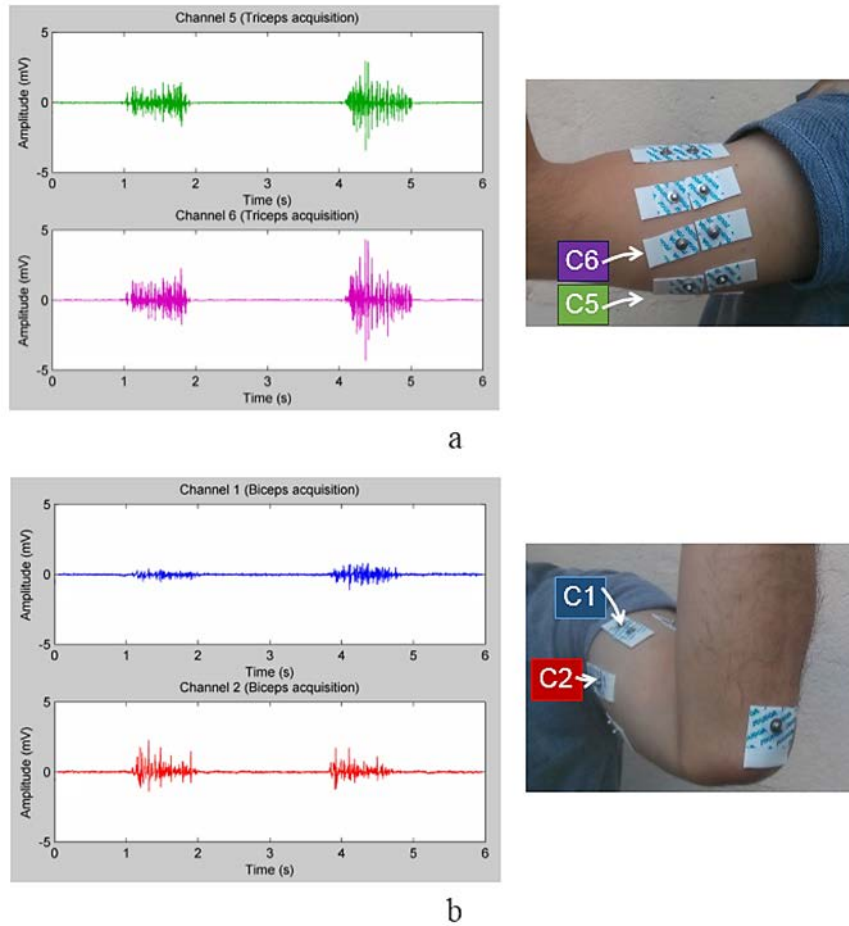 Channel 5 (Triceps acquisition)
5
0
-5
Amplitude (mV)
0 1 2 3 4 5 6
Time (s)
Channel 6 (Triceps acquisition)
5
0
-5
Amplitude (mV)
0 1 2 3 4 5 6
Time (s)
C6
C5
a
Channel 1 (Biceps acquisition)
5
0
-5
Amplitude (mV)
0 1 2 3 4 5 6
Time (s)
Channel 2 (Biceps acquisition)
5
0
-5
Amplitude (mV)
0 1 2 3 4 5 6
Time (s)
C1
C2
b